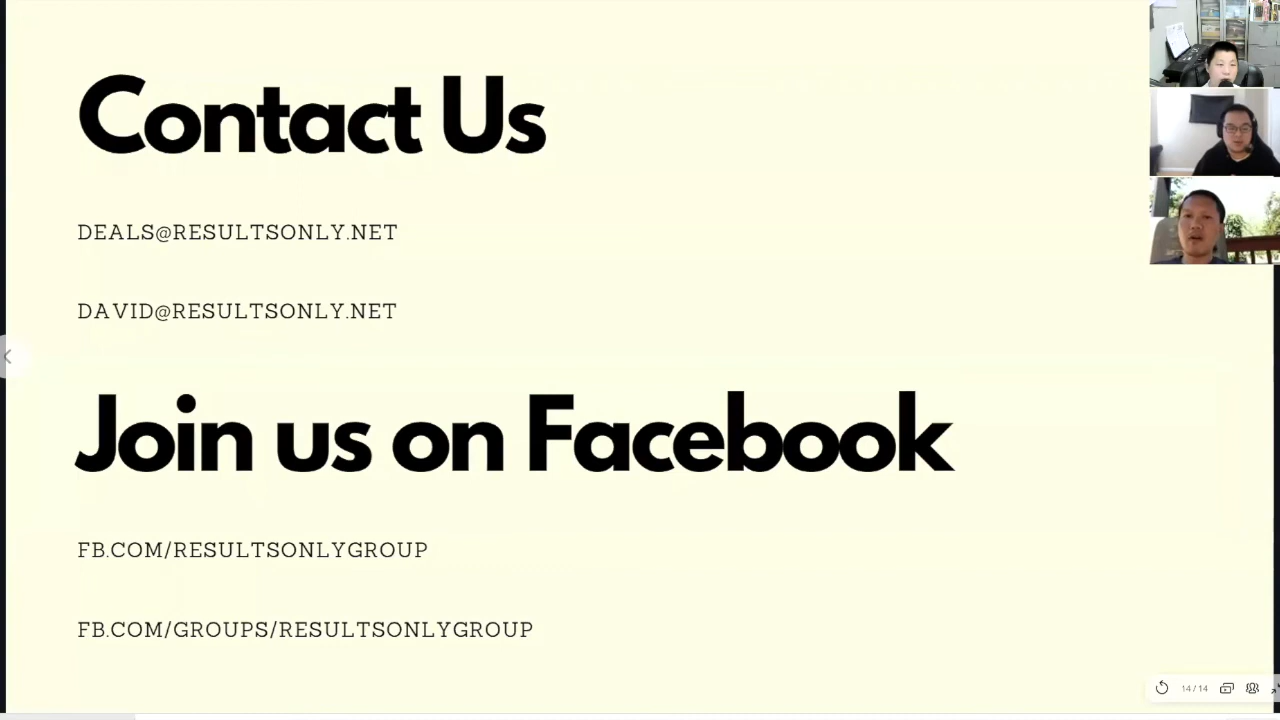 Contact Us
DEALS@RESULTSONLY.NET
DAVID@RESULTSONLY.NET
Join us on Facebook
FB.COM/RESULTSONLYGROUP
FB.COM/GROUPS/RESULTSONLYGROUP
14/14